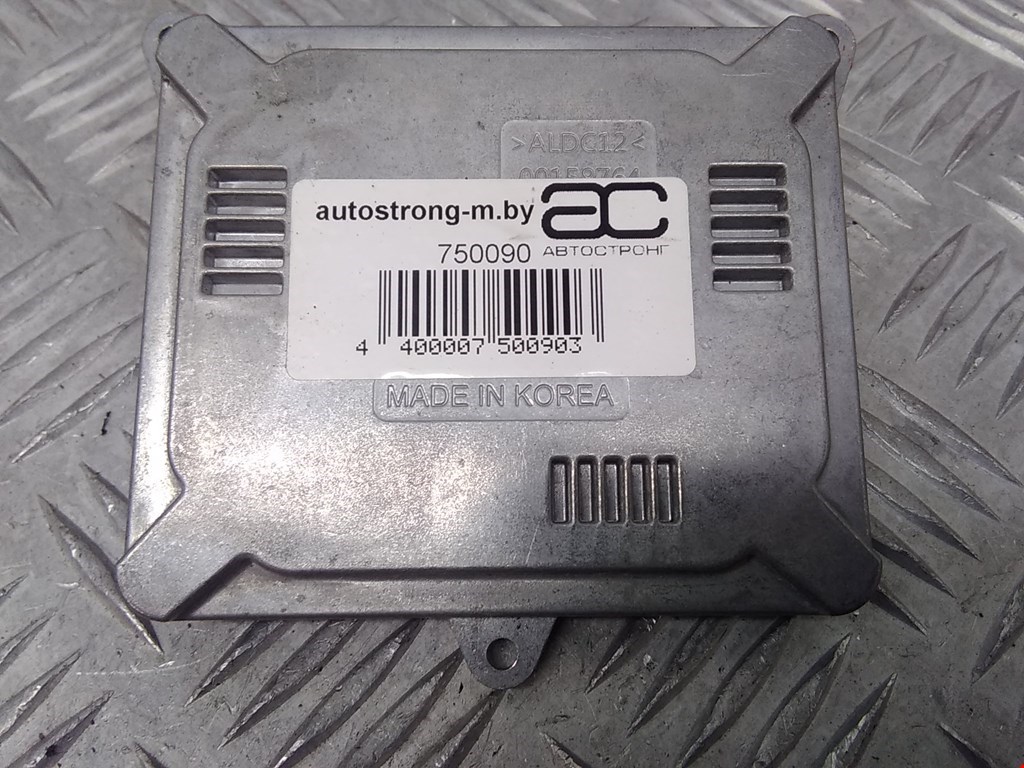 >ALDC12<
autostrong-m.by ac
750090 АВТОСТРОНГ
4 400007 500903
MADE IN KOREA